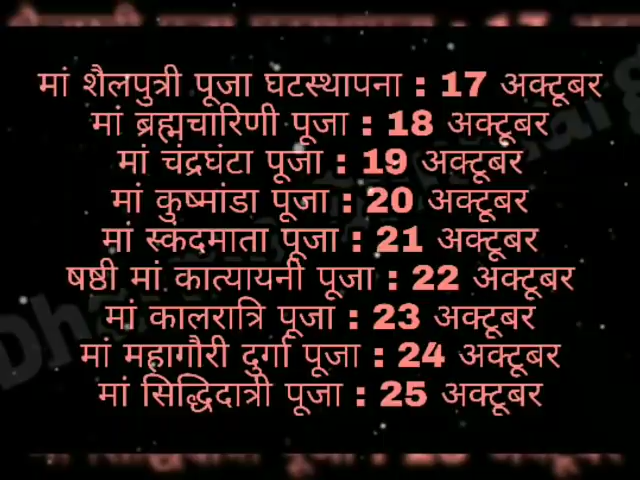 मां शैलपुत्री पूजा घटस्थापना : 17 अक्टूबर
मां ब्रह्मचारिणी पूजा : 18 अक्टूबर
मां चंद्रघंटा पूजा : 19 अक्टूबर
मां कुष्मांडा पूजा : 20 अक्टूबर
मां स्कंदमाता पूजा : 21 अक्टूबर
षष्ठी मां कात्यायनी पूजा : 22 अक्टूबर
मां कालरात्रि पूजा : 23 अक्टूबर
मां महागौरी दुर्गा पूजा : 24 अक्टूबर
मां सिद्धिदात्री पूजा : 25 अक्टूबर